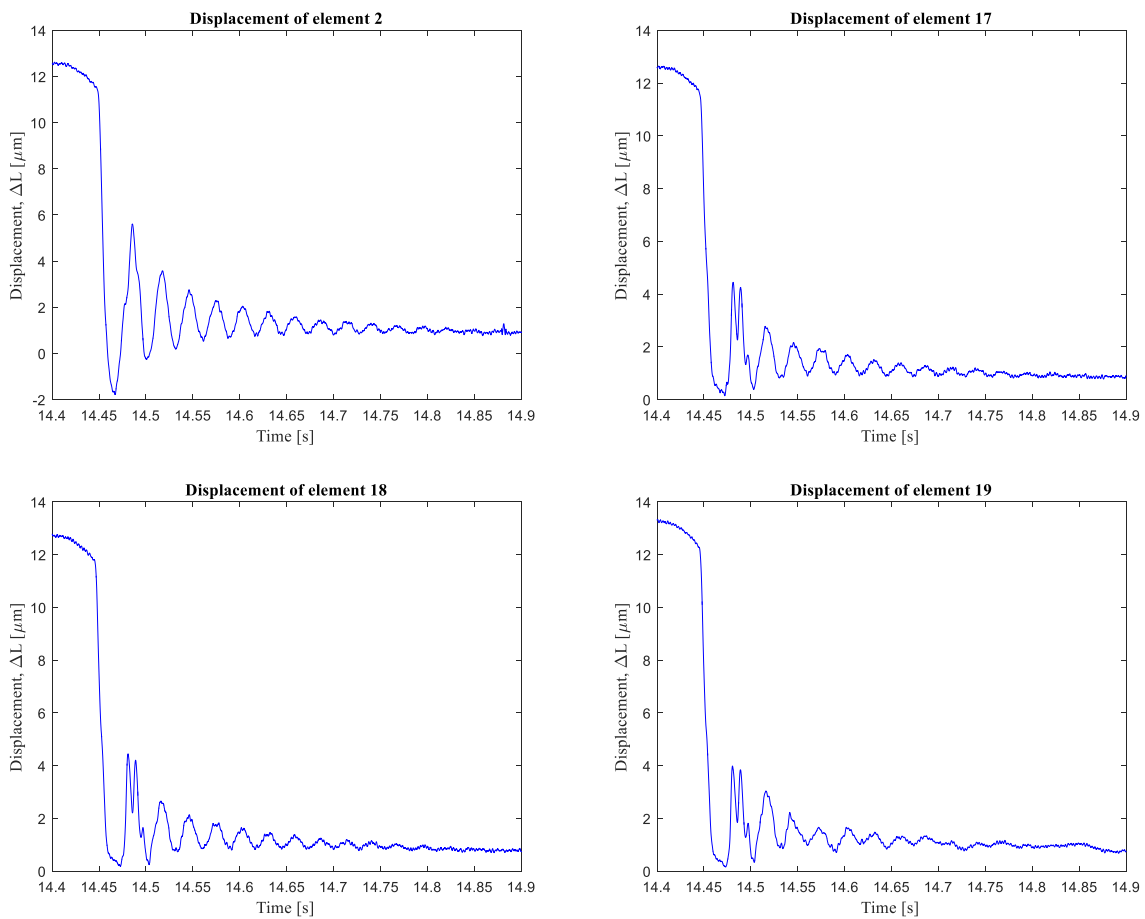 Displacement of element 2
Displacement, ΔL [μm]
14
12
10
8
6
4
2
0
-2
14.4 14.45 14.5 14.55 14.6 14.65 14.7 14.75 14.8 14.85 14.9
Time [s]
Displacement of element 17
Displacement, ΔL [μm]
14
12
10
8
6
4
2
0
14.4 14.45 14.5 14.55 14.6 14.65 14.7 14.75 14.8 14.85 14.9
Time [s]
Displacement of element 18
Displacement, ΔL [μm]
14
12
10
8
6
4
2
0
14.4 14.45 14.5 14.55 14.6 14.65 14.7 14.75 14.8 14.85 14.9
Time [s]
Displacement of element 19
Displacement, ΔL [μm]
14
12
10
8
6
4
2
0
14.4 14.45 14.5 14.55 14.6 14.65 14.7 14.75 14.8 14.85 14.9
Time [s]